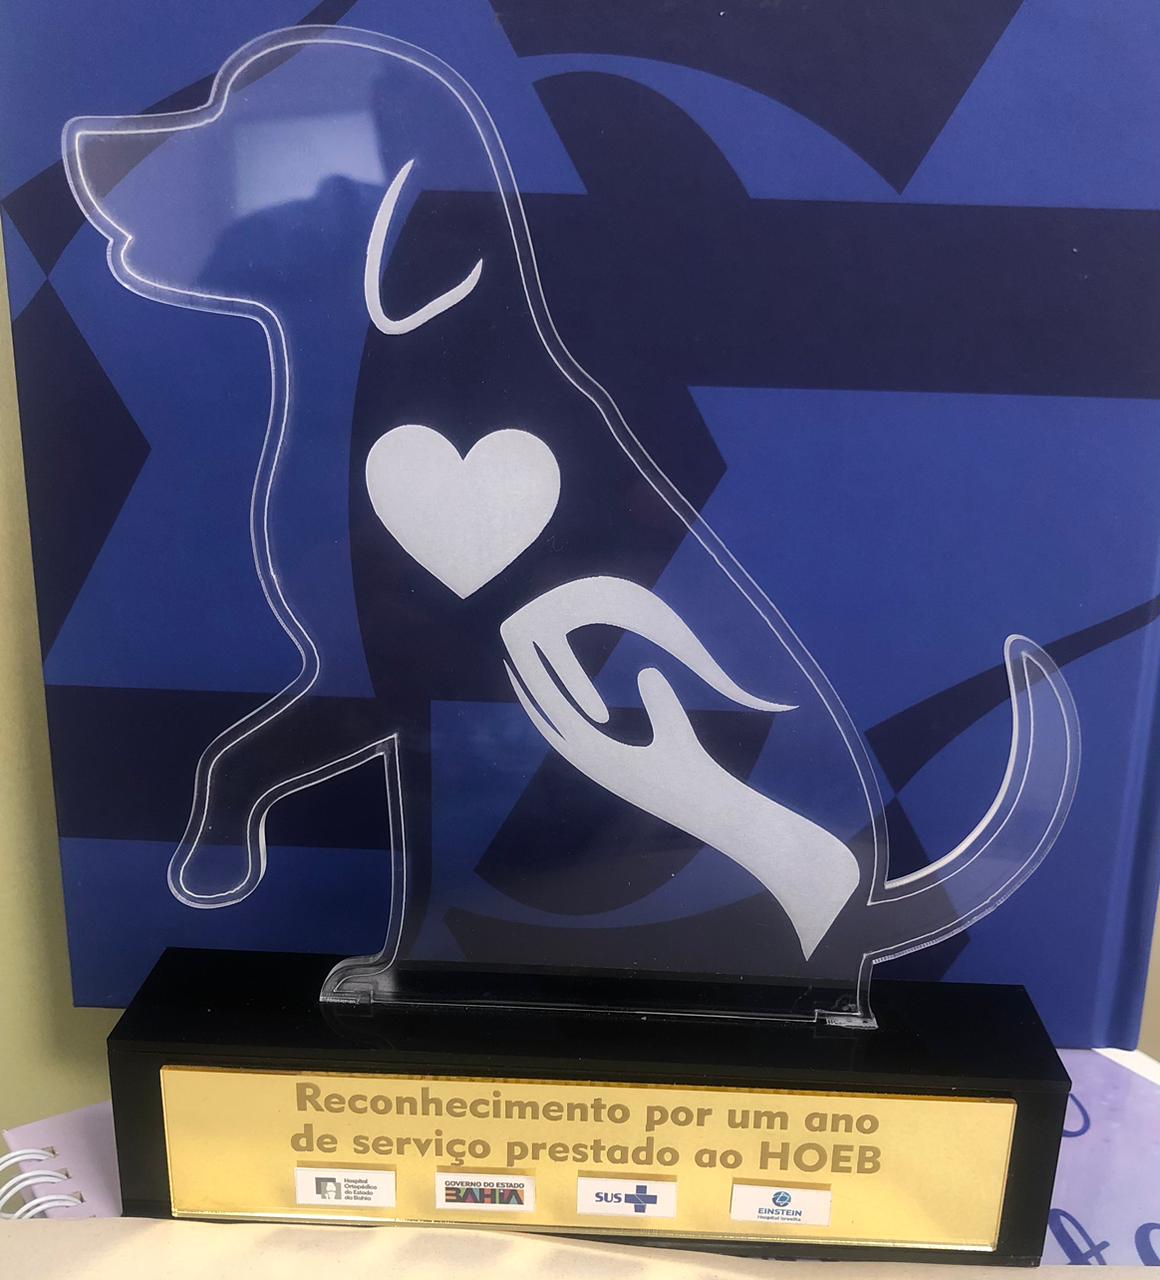 Reconhecimento por um ano
de serviço prestado ao HOEB
Hospital
Ortopédico
do Estado
da Bahia
GOVERNO DO ESTADO
BAHIA
SUS
EINSTEIN
Hospital Israelita